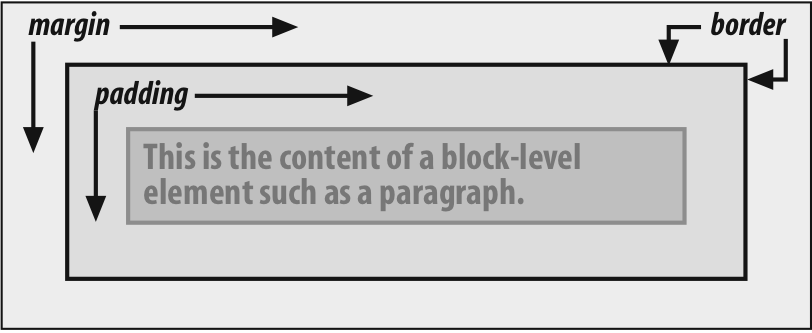 margin
border
padding
This is the content of a block-level
element such as a paragraph.